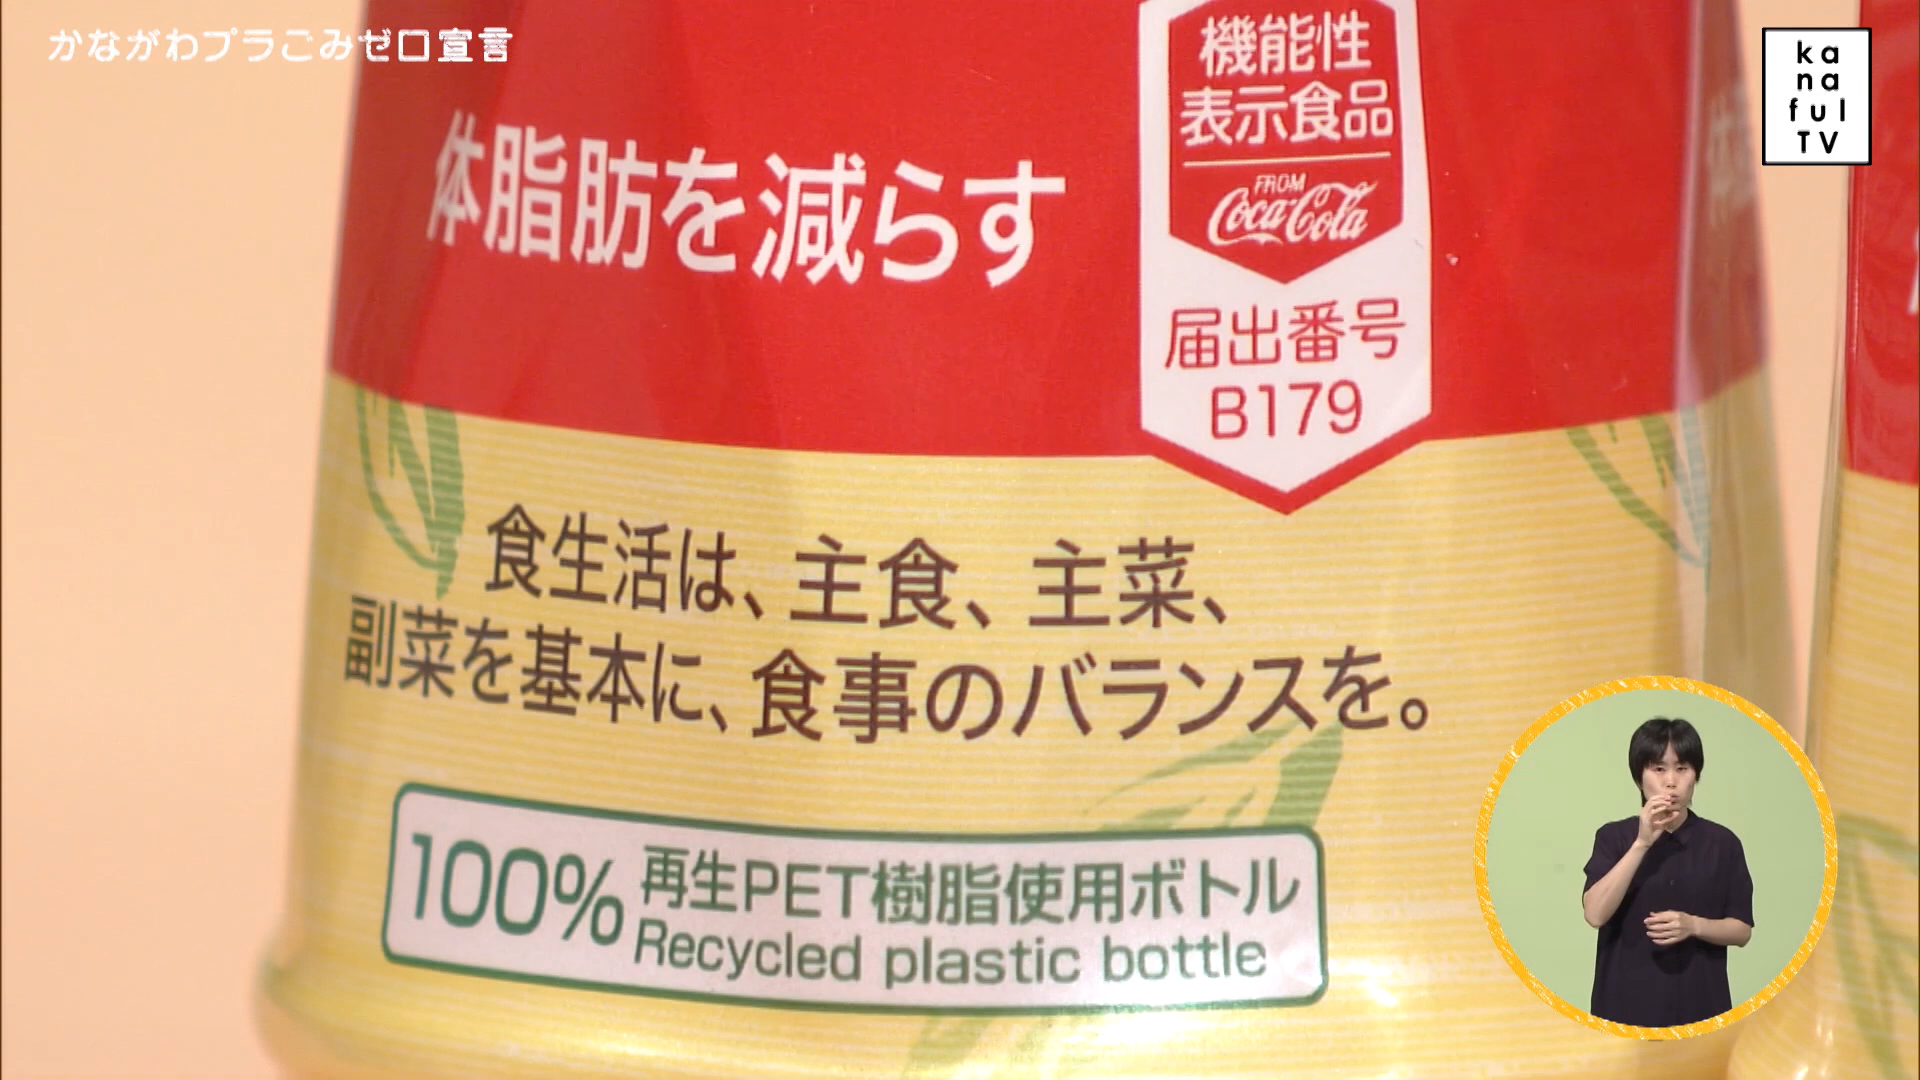 かながわプラごみゼロ宣言
ka
na
ful
TV
機能性
表示食品
FROM
Coca-Cola
届出番号
B179
体脂肪を減らす
食生活は、主食、主菜、
副菜を基本に、食事のバランスを。
100%
再生PET樹脂使用ボトル
Recycled plastic bottle